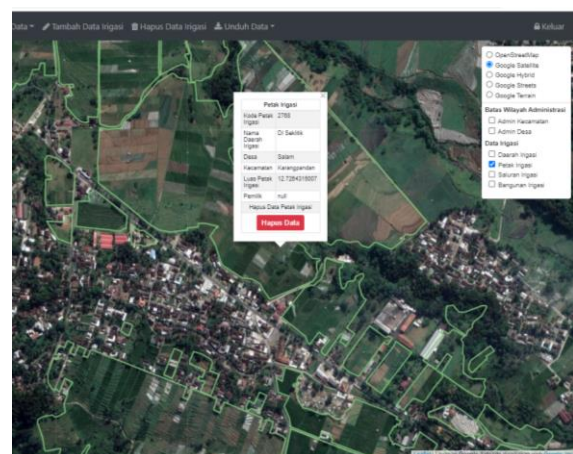 Data
Tambah Data Irigasi
Hapus Data Irigasi
Unduh Data
Keluar
Petak Irigasi
Kode Petak Irigasi 2768
Nama Daerah Irigasi DI Seklitik
Desa Salam
Kecamatan Karangpandan
Luas Petak Irigasi
Pemilik null
Hapus Data Petak Irigasi
Hapus Data
OpenStreetMap
Google Satellite
Google Hybrid
Google Streets
Google Terrain
Batas Wilayah Administrasi
Admin Kecamatan
Admin Desa
Data Irigasi
Daerah Irigasi
Petak Irigasi
Saluran Irigasi
Bangunan Irigasi